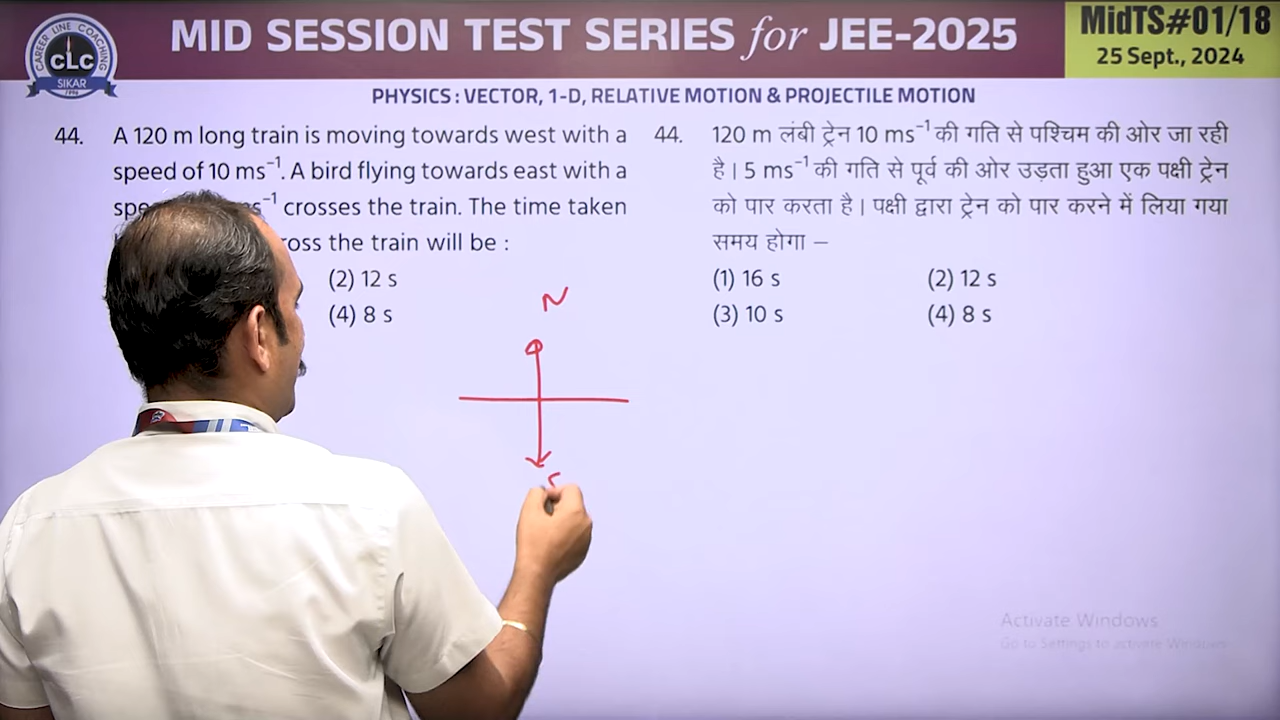 CAREER LINE COACHING
CLC
SIKAR
MID SESSION TEST SERIES for JEE-2025
MidTS#01/18
25 Sept., 2024
PHYSICS : VECTOR, 1-D, RELATIVE MOTION & PROJECTILE MOTION
44. A 120 m long train is moving towards west with a
speed of 10 ms⁻¹. A bird flying towards east with a
crosses the train. The time taken
the train will be :
(2) 12 s
(4) 8 s
44. 120 m लंबी ट्रेन 10 ms⁻¹ की गति से पश्चिम की ओर जा रही
है। 5 ms⁻¹ की गति से पूर्व की ओर उड़ता हुआ एक पक्षी ट्रेन
को पार करता है। पक्षी द्वारा ट्रेन को पार करने में लिया गया
समय होगा –
(1) 16 s (2) 12 s
(3) 10 s (4) 8 s
N
Activate Windows
Go to Settings to activate Windows.